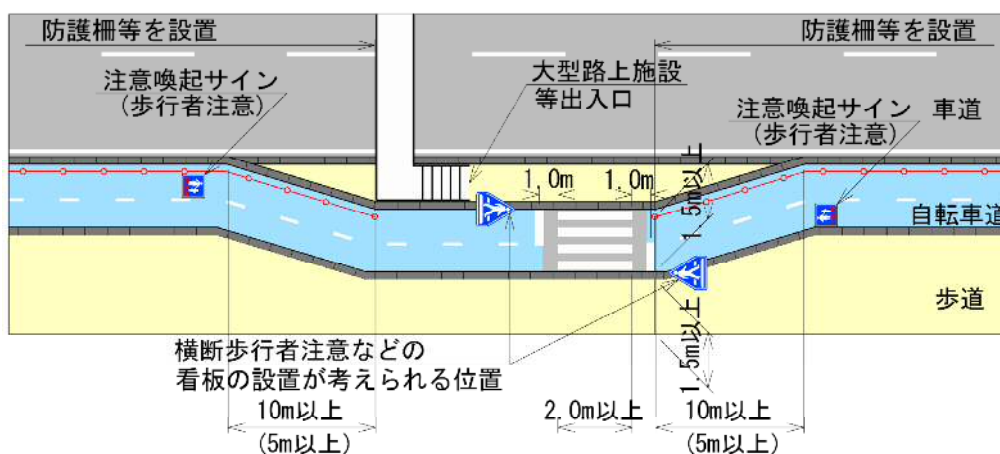 防護柵等を設置
防護柵等を設置
注意喚起サイン
(歩行者注意)
大型路上施設
等出入口
注意喚起サイン
(歩行者注意)
車道
1.0m
1.0m
1.5m以上
自転車道
歩道
1.5m以上
横断歩行者注意などの
看板の設置が考えられる位置
10m以上
(5m以上)
2.0m以上
10m以上
(5m以上)